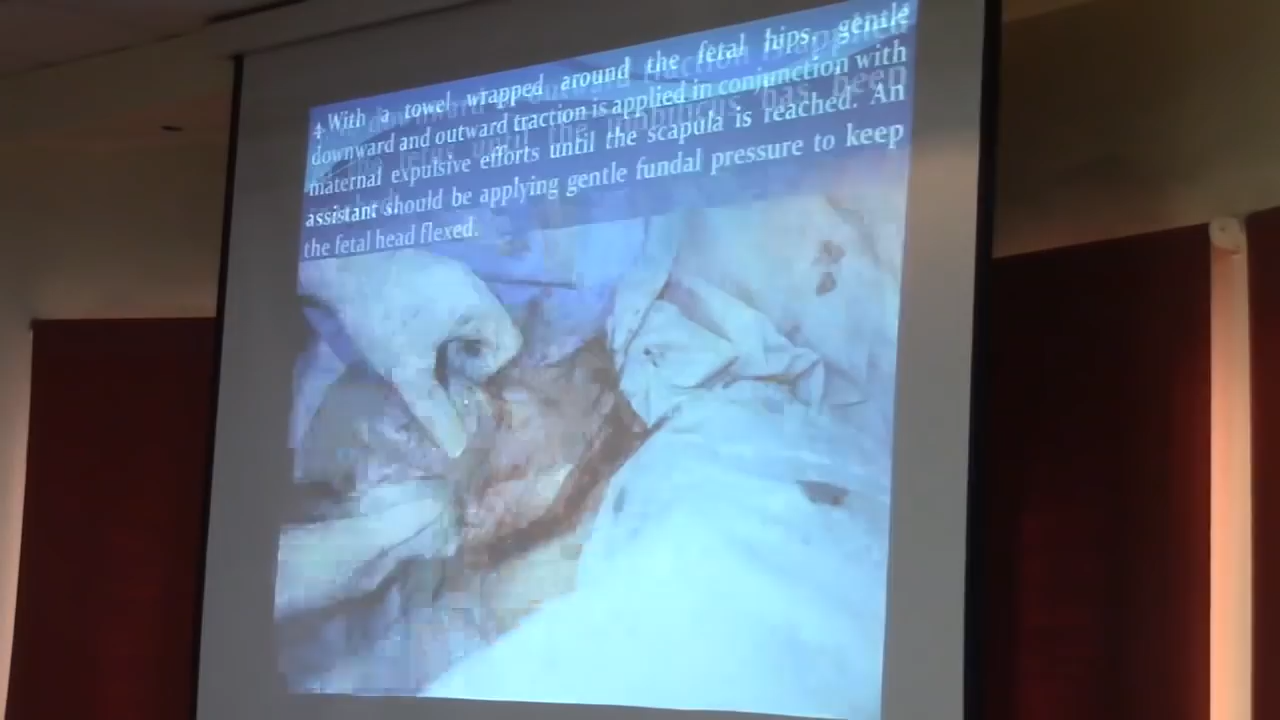 4.With a towel wrapped around the fetal hips, gentle
downward and outward traction is applied in conjunction with
maternal expulsive efforts until the scapula is reached. An
assistant should be applying gentle fundal pressure to keep
the fetal head flexed.